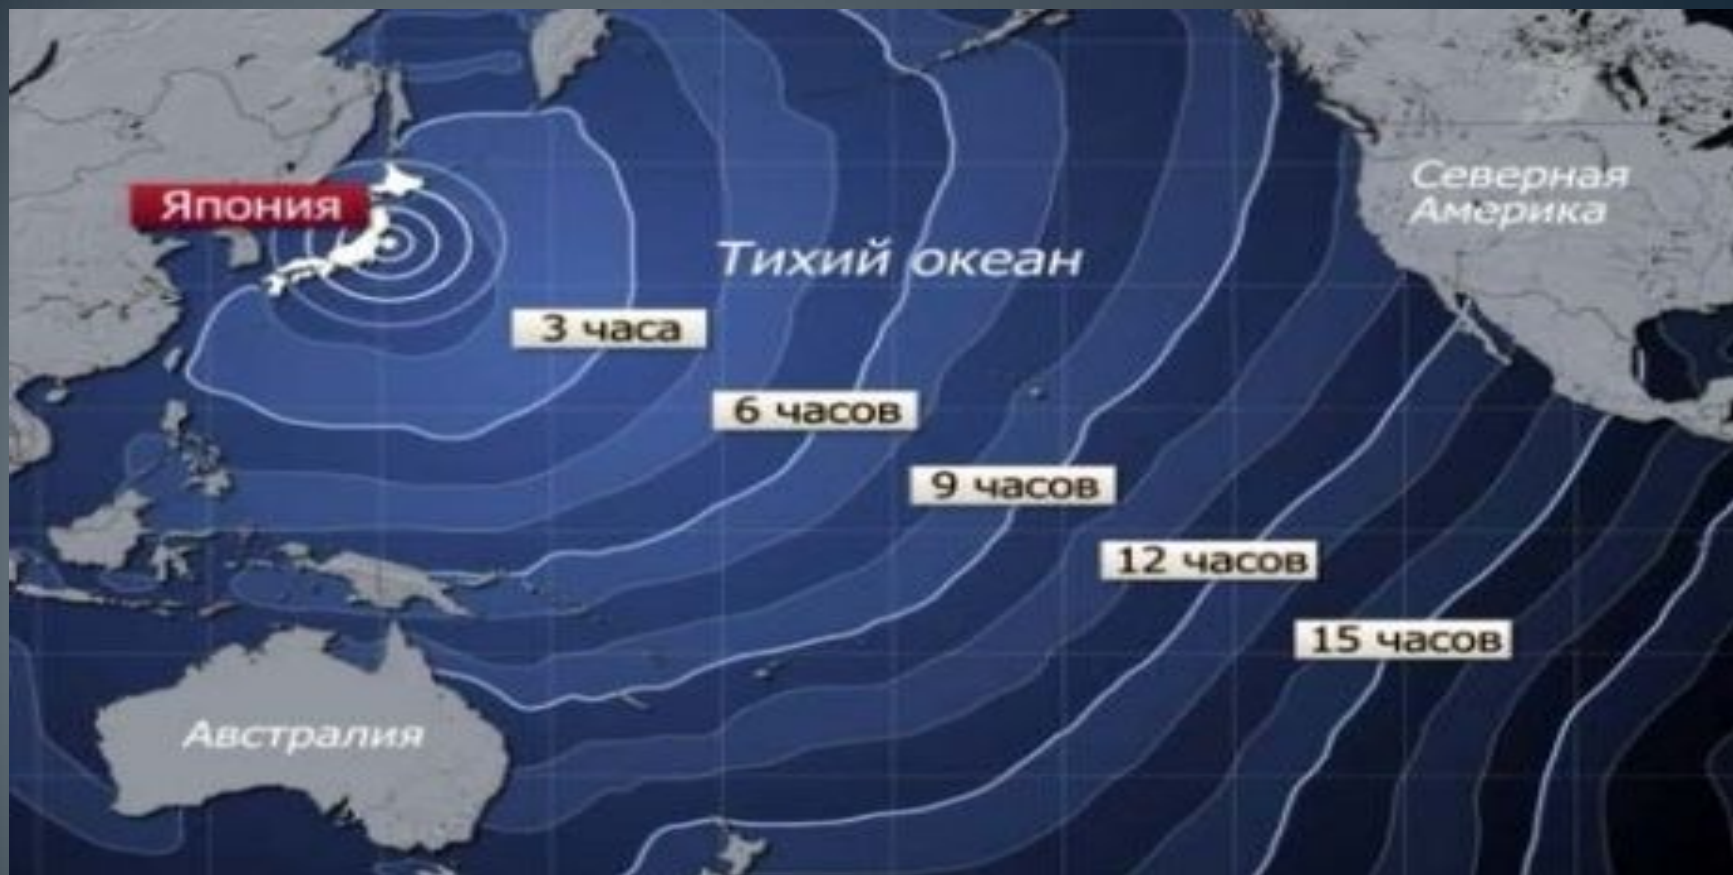 Япония
Северная
Америка
Тихий океан
3 часа
6 часов
9 часов
12 часов
15 часов
Австралия